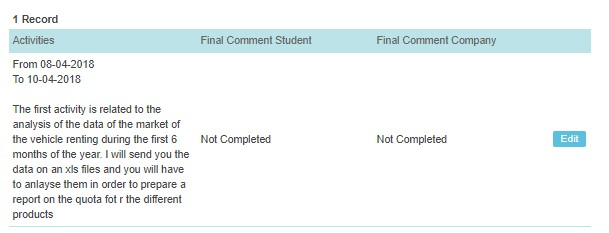 1 Record
Activities Final Comment Student Final Comment Company
From 08-04-2018
To 10-04-2018
The first activity is related to the
analysis of the data of the market of
the vehicle renting during the first 6
months of the year. I will send you the
data on an xls files and you will have
to anlayse them in order to prepare a
report on the quota fot r the different
products
Not Completed
Not Completed
Edit